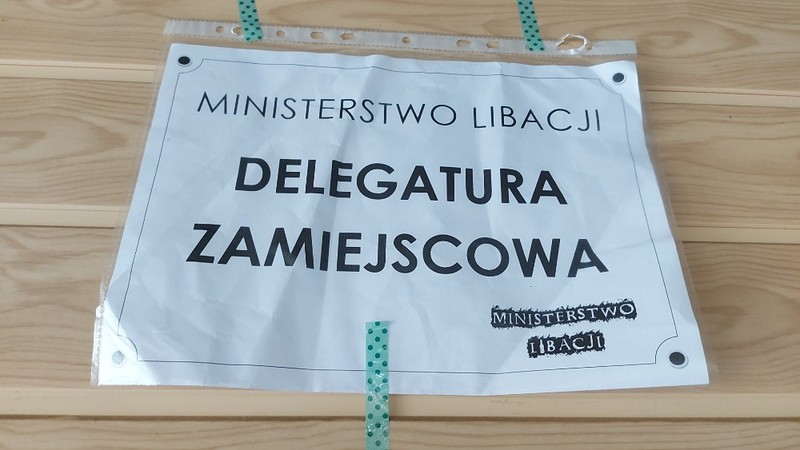 MINISTERSTWO LIBACJI
DELEGATURA
ZAMIEJSCOWA
MINISTERSTWO
LIBACJI